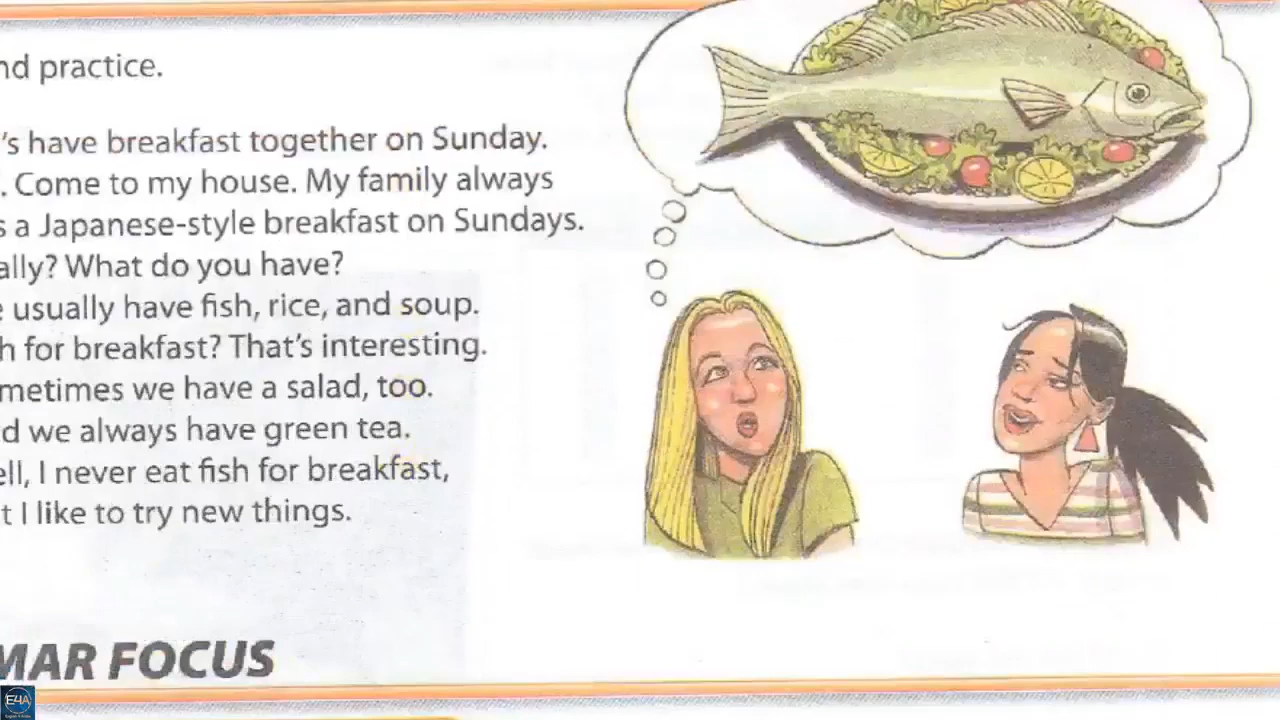 nd practice.
's have breakfast together on Sunday.
. Come to my house. My family always
s a Japanese-style breakfast on Sundays.
ally? What do you have?
e usually have fish, rice, and soup.
h for breakfast? That's interesting.
metimes we have a salad, too.
d we always have green tea.
ell, I never eat fish for breakfast,
t I like to try new things.
MAR FOCUS
E4A